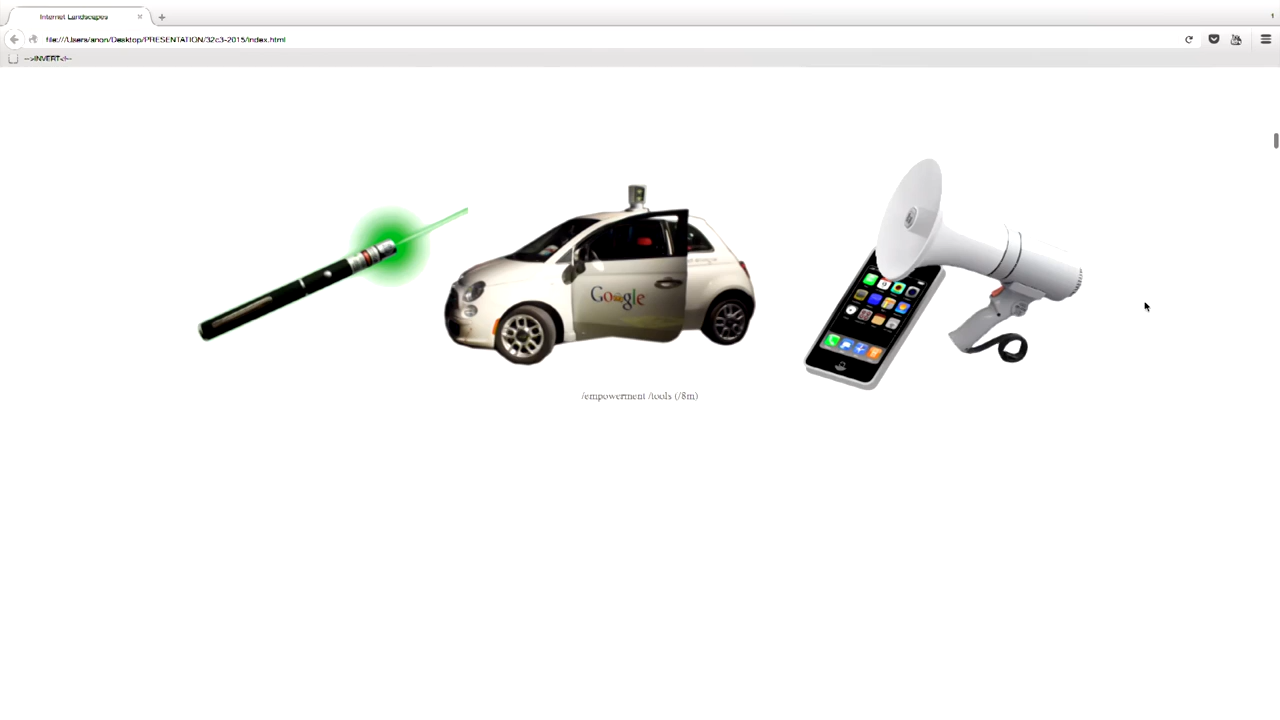 Internet Landscapes
file:///Users/anon/Desktop/PRESENTATION/32c3-2015/index.html
-->INVERT<!--
Google
/empowerment /tools (/8m)